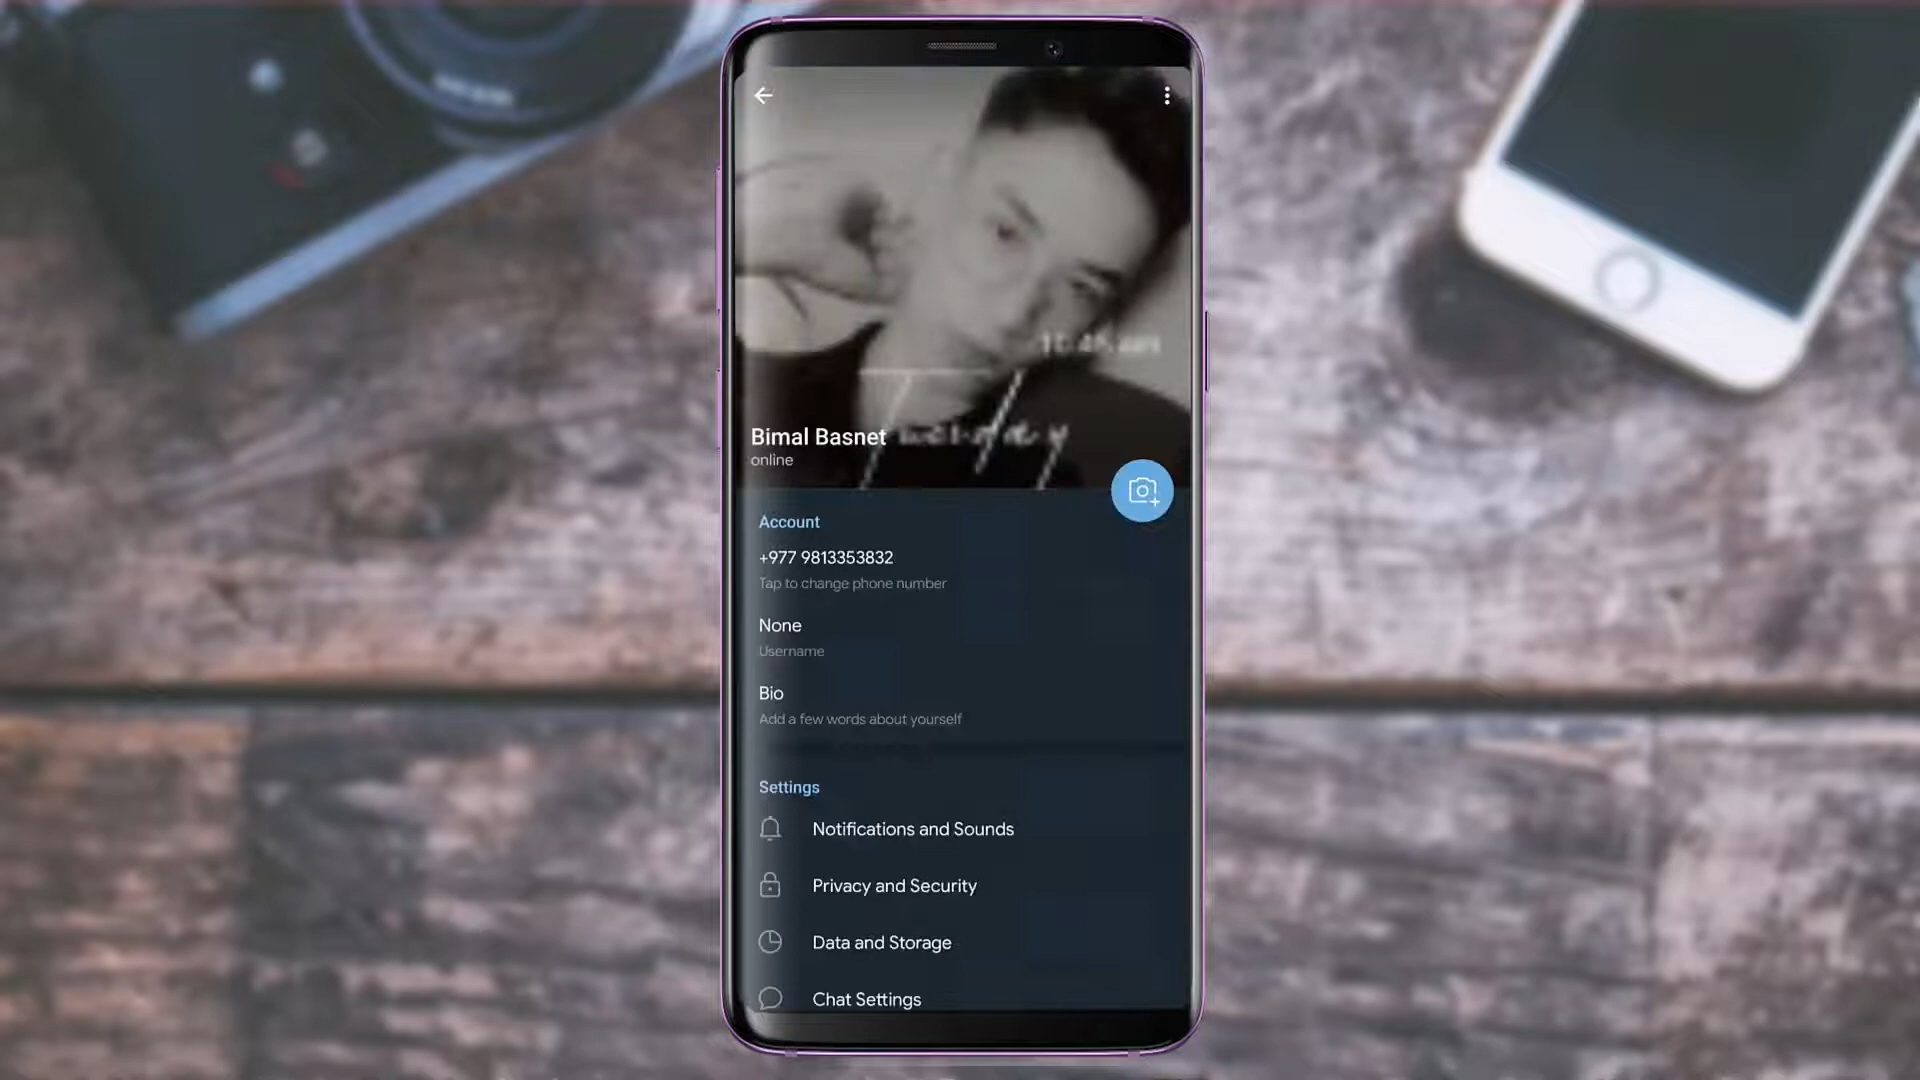 Bimal Basnet
online
Account
+977 9813353832
Tap to change phone number
None
Username
Bio
Add a few words about yourself
Settings
Notifications and Sounds
Privacy and Security
Data and Storage
Chat Settings